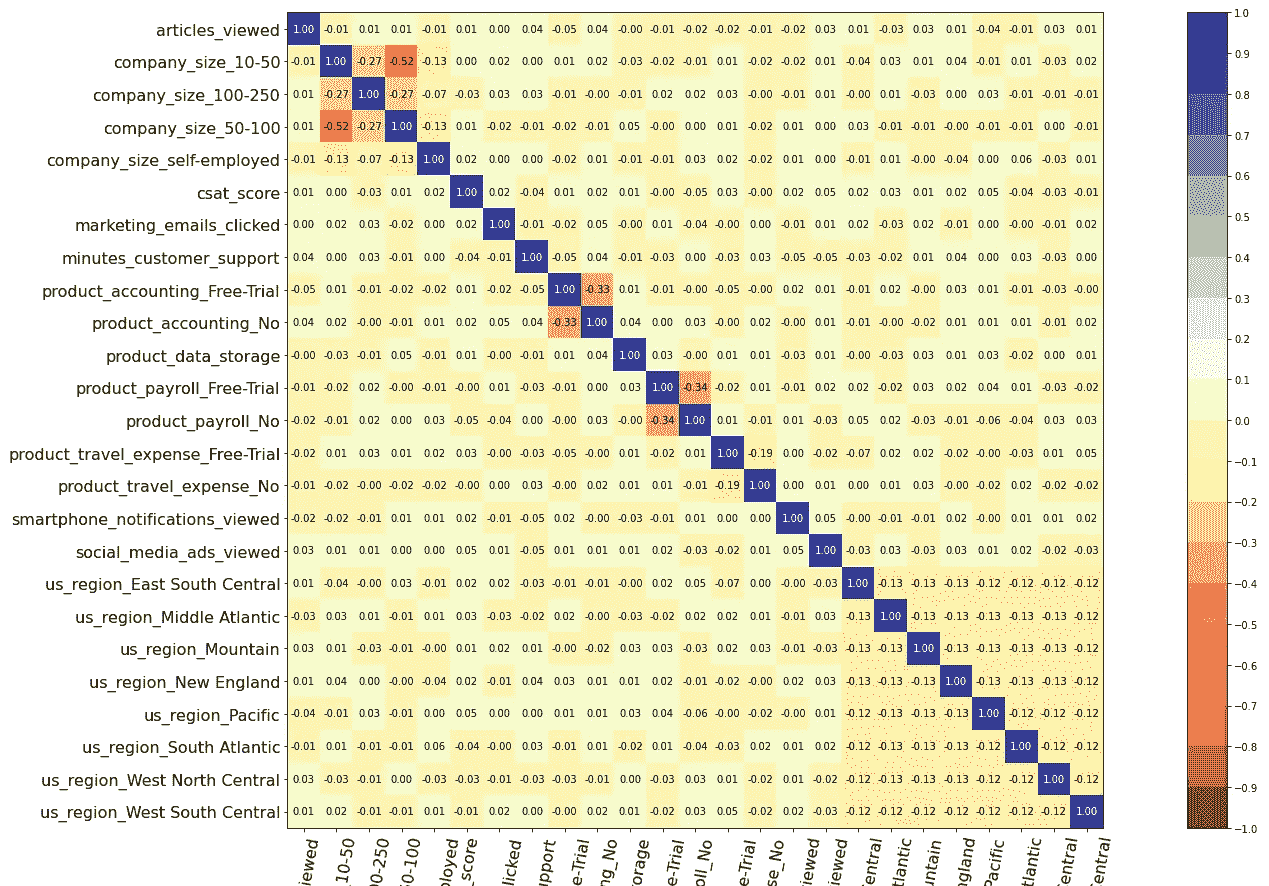 articles_viewed 1.00 -0.01 0.01 0.01 -0.01 0.01 0.00 0.04 -0.05 0.04 -0.00 -0.01 -0.02 -0.02 -0.01 -0.02 0.03 0.01 -0.03 0.03 0.01 -0.04 -0.01 0.03 0.01
company_size_10-50 -0.01 1.00 -0.27 -0.52 -0.13 0.00 0.02 0.00 0.01 0.02 -0.03 -0.02 -0.01 0.01 -0.02 -0.02 0.01 -0.04 0.03 0.01 0.04 -0.01 0.01 -0.03 0.02
company_size_100-250 0.01 -0.27 1.00 -0.27 -0.07 -0.03 0.03 0.03 -0.01 -0.00 -0.01 0.02 0.02 0.03 -0.00 -0.01 0.01 -0.00 0.01 -0.03 0.00 0.03 -0.01 -0.01 -0.01
company_size_50-100 0.01 -0.52 -0.27 1.00 -0.13 0.01 -0.02 -0.01 -0.02 -0.01 0.05 -0.00 0.00 0.01 -0.02 0.01 0.00 0.03 -0.01 -0.01 -0.00 -0.01 -0.01 0.00 -0.01
company_size_self-employed -0.01 -0.13 -0.07 -0.13 1.00 0.02 0.00 0.00 -0.02 0.01 -0.01 -0.01 0.03 0.02 -0.02 0.01 0.00 -0.01 0.01 -0.00 -0.04 0.00 0.06 -0.03 0.01
csat_score 0.01 0.00 -0.03 0.01 0.02 1.00 0.02 -0.04 0.01 0.02 0.01 -0.00 -0.05 0.03 -0.00 0.02 0.05 0.02 0.03 0.01 0.02 0.05 -0.04 -0.03 -0.01
marketing_emails_clicked 0.00 0.02 0.03 -0.02 0.00 0.02 1.00 -0.01 -0.02 0.05 -0.00 0.01 -0.04 -0.00 0.00 -0.02 0.01 0.02 -0.03 0.02 -0.01 0.00 -0.00 -0.01 0.02
minutes_customer_support 0.04 0.00 0.03 -0.01 0.00 -0.04 -0.01 1.00 -0.05 0.04 -0.01 -0.03 0.00 -0.03 0.03 -0.05 -0.05 -0.03 -0.02 0.01 0.04 0.00 0.03 -0.03 0.00
product_accounting_Free-Trial -0.05 0.01 -0.01 -0.02 -0.02 0.01 -0.02 -0.05 1.00 -0.33 0.01 -0.01 -0.00 -0.05 -0.00 0.02 0.01 -0.01 0.02 -0.00 0.03 0.01 -0.01 -0.03 -0.00
product_accounting_No 0.04 0.02 -0.00 -0.01 0.01 0.02 0.05 0.04 -0.33 1.00 0.04 0.00 0.03 -0.00 0.02 -0.00 0.01 -0.01 -0.00 -0.02 0.01 0.01 0.01 -0.01 0.02
product_data_storage -0.00 -0.03 -0.01 0.05 -0.01 0.01 -0.00 -0.01 0.01 0.04 1.00 0.03 -0.00 0.01 0.01 -0.03 0.01 -0.00 -0.03 0.03 0.01 0.03 -0.02 0.00 0.01
product_payroll_Free-Trial -0.01 -0.02 0.02 -0.00 -0.01 -0.00 0.01 -0.03 -0.01 0.00 0.03 1.00 -0.34 -0.02 0.01 -0.01 0.02 0.02 -0.02 0.03 0.02 0.04 0.01 -0.03 -0.02
product_payroll_No -0.02 -0.01 0.02 0.00 0.03 -0.05 -0.04 0.00 -0.00 0.03 -0.00 -0.34 1.00 0.01 -0.01 0.01 -0.03 0.05 0.02 -0.03 0.01 -0.06 -0.04 0.03 0.03
product_travel_expense_Free-Trial -0.02 0.01 0.03 0.01 0.02 0.03 -0.00 -0.03 -0.05 -0.00 0.01 -0.02 0.01 1.00 -0.19 0.00 -0.02 -0.07 0.02 0.02 -0.02 -0.00 -0.03 0.01 0.05
product_travel_expense_No -0.01 -0.02 -0.00 -0.02 -0.02 -0.00 0.00 0.03 -0.00 0.02 0.01 0.01 -0.01 -0.19 1.00 0.00 0.01 0.00 0.01 0.03 -0.00 -0.02 0.02 -0.02 -0.02
smartphone_notifications_viewed -0.02 -0.02 -0.01 0.01 0.01 0.02 -0.02 -0.05 0.02 -0.00 -0.03 -0.01 0.01 0.00 0.00 1.00 0.05 -0.00 -0.01 -0.01 0.02 -0.00 0.01 0.01 0.02
social_media_ads_viewed 0.03 0.01 0.01 0.00 0.00 0.05 0.01 -0.05 0.01 0.01 0.01 0.02 -0.03 -0.02 0.01 0.05 1.00 -0.03 0.03 -0.03 0.03 0.01 0.02 -0.02 -0.03
us_region_East South Central 0.01 -0.04 -0.00 0.03 -0.01 0.02 0.02 -0.03 -0.01 -0.01 -0.00 0.02 0.05 -0.07 0.00 -0.00 -0.03 1.00 -0.13 -0.13 -0.13 -0.12 -0.12 -0.12 -0.12
us_region_Middle Atlantic -0.03 0.03 0.01 -0.01 0.01 0.03 -0.03 -0.02 0.02 -0.00 -0.03 -0.02 0.02 0.02 0.01 -0.01 0.03 -0.13 1.00 -0.13 -0.13 -0.13 -0.13 -0.13 -0.12
us_region_Mountain 0.03 0.01 -0.03 -0.01 -0.00 0.01 0.02 0.01 -0.00 -0.02 0.03 0.03 -0.03 0.02 0.03 -0.01 -0.03 -0.13 -0.13 1.00 -0.13 -0.13 -0.13 -0.13 -0.12
us_region_New England 0.01 0.04 0.00 -0.00 -0.04 0.02 -0.01 0.04 0.03 0.01 0.01 0.02 0.01 -0.02 -0.00 0.02 0.03 -0.13 -0.13 -0.13 1.00 -0.13 -0.13 -0.13 -0.12
us_region_Pacific -0.04 -0.01 0.03 -0.01 0.00 0.05 0.00 0.00 0.01 0.01 0.03 0.04 -0.06 -0.00 -0.02 -0.00 0.01 -0.12 -0.13 -0.13 -0.13 1.00 -0.12 -0.12 -0.12
us_region_South Atlantic -0.01 0.01 -0.01 -0.01 0.06 -0.04 -0.00 0.03 -0.01 0.01 -0.02 0.01 -0.04 -0.03 0.02 0.01 0.02 -0.12 -0.13 -0.13 -0.13 -0.12 1.00 -0.12 -0.12
us_region_West North Central 0.03 -0.03 -0.01 0.00 -0.03 -0.03 -0.01 -0.03 -0.03 -0.01 0.00 -0.03 0.03 0.01 -0.02 0.01 -0.02 -0.12 -0.13 -0.13 -0.13 -0.12 -0.12 1.00 -0.12
us_region_West South Central 0.01 0.02 -0.01 -0.01 0.01 -0.01 0.02 0.00 -0.00 0.02 0.01 -0.02 0.03 0.05 -0.02 0.02 -0.03 -0.12 -0.12 -0.12 -0.12 -0.12 -0.12 -0.12 1.00
1.0
0.9
0.8
0.7
0.6
0.5
0.4
0.3
0.2
0.1
0.0
−0.1
−0.2
−0.3
−0.4
−0.5
−0.6
−0.7
−0.8
−0.9
−1.0